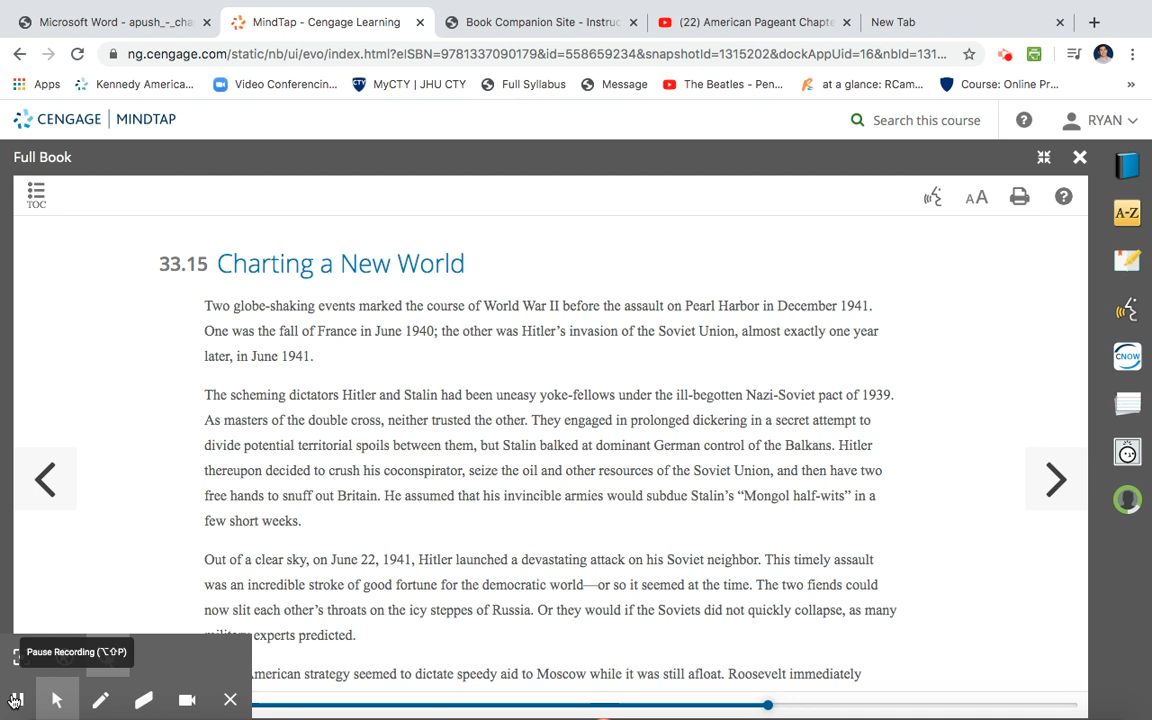 Microsoft Word - apush_-_cha
MindTap - Cengage Learning
Book Companion Site - Instruc
(22) American Pageant Chapte
New Tab
ng.cengage.com/static/nb/ui/evo/index.html?eISBN=9781337090179&id=558659234&snapshotId=1315202&dockAppUid=16&nbId=131...
Apps
Kennedy America...
Video Conferencin...
MyCTY | JHU CTY
Full Syllabus
Message
The Beatles - Pen...
at a glance: RCam...
Course: Online Pr...
»
CENGAGE | MINDTAP
Search this course
RYAN
Full Book
TOC
AA
A-Z
CNOW
33.15 Charting a New World
Two globe-shaking events marked the course of World War II before the assault on Pearl Harbor in December 1941.
One was the fall of France in June 1940; the other was Hitler's invasion of the Soviet Union, almost exactly one year
later, in June 1941.
The scheming dictators Hitler and Stalin had been uneasy yoke-fellows under the ill-begotten Nazi-Soviet pact of 1939.
As masters of the double cross, neither trusted the other. They engaged in prolonged dickering in a secret attempt to
divide potential territorial spoils between them, but Stalin balked at dominant German control of the Balkans. Hitler
thereupon decided to crush his coconspirator, seize the oil and other resources of the Soviet Union, and then have two
free hands to snuff out Britain. He assumed that his invincible armies would subdue Stalin's “Mongol half-wits” in a
few short weeks.
Out of a clear sky, on June 22, 1941, Hitler launched a devastating attack on his Soviet neighbor. This timely assault
was an incredible stroke of good fortune for the democratic world—or so it seemed at the time. The two fiends could
now slit each other's throats on the icy steppes of Russia. Or they would if the Soviets did not quickly collapse, as many
experts predicted.
American strategy seemed to dictate speedy aid to Moscow while it was still afloat. Roosevelt immediately
Pause Recording (⌥⇧P)